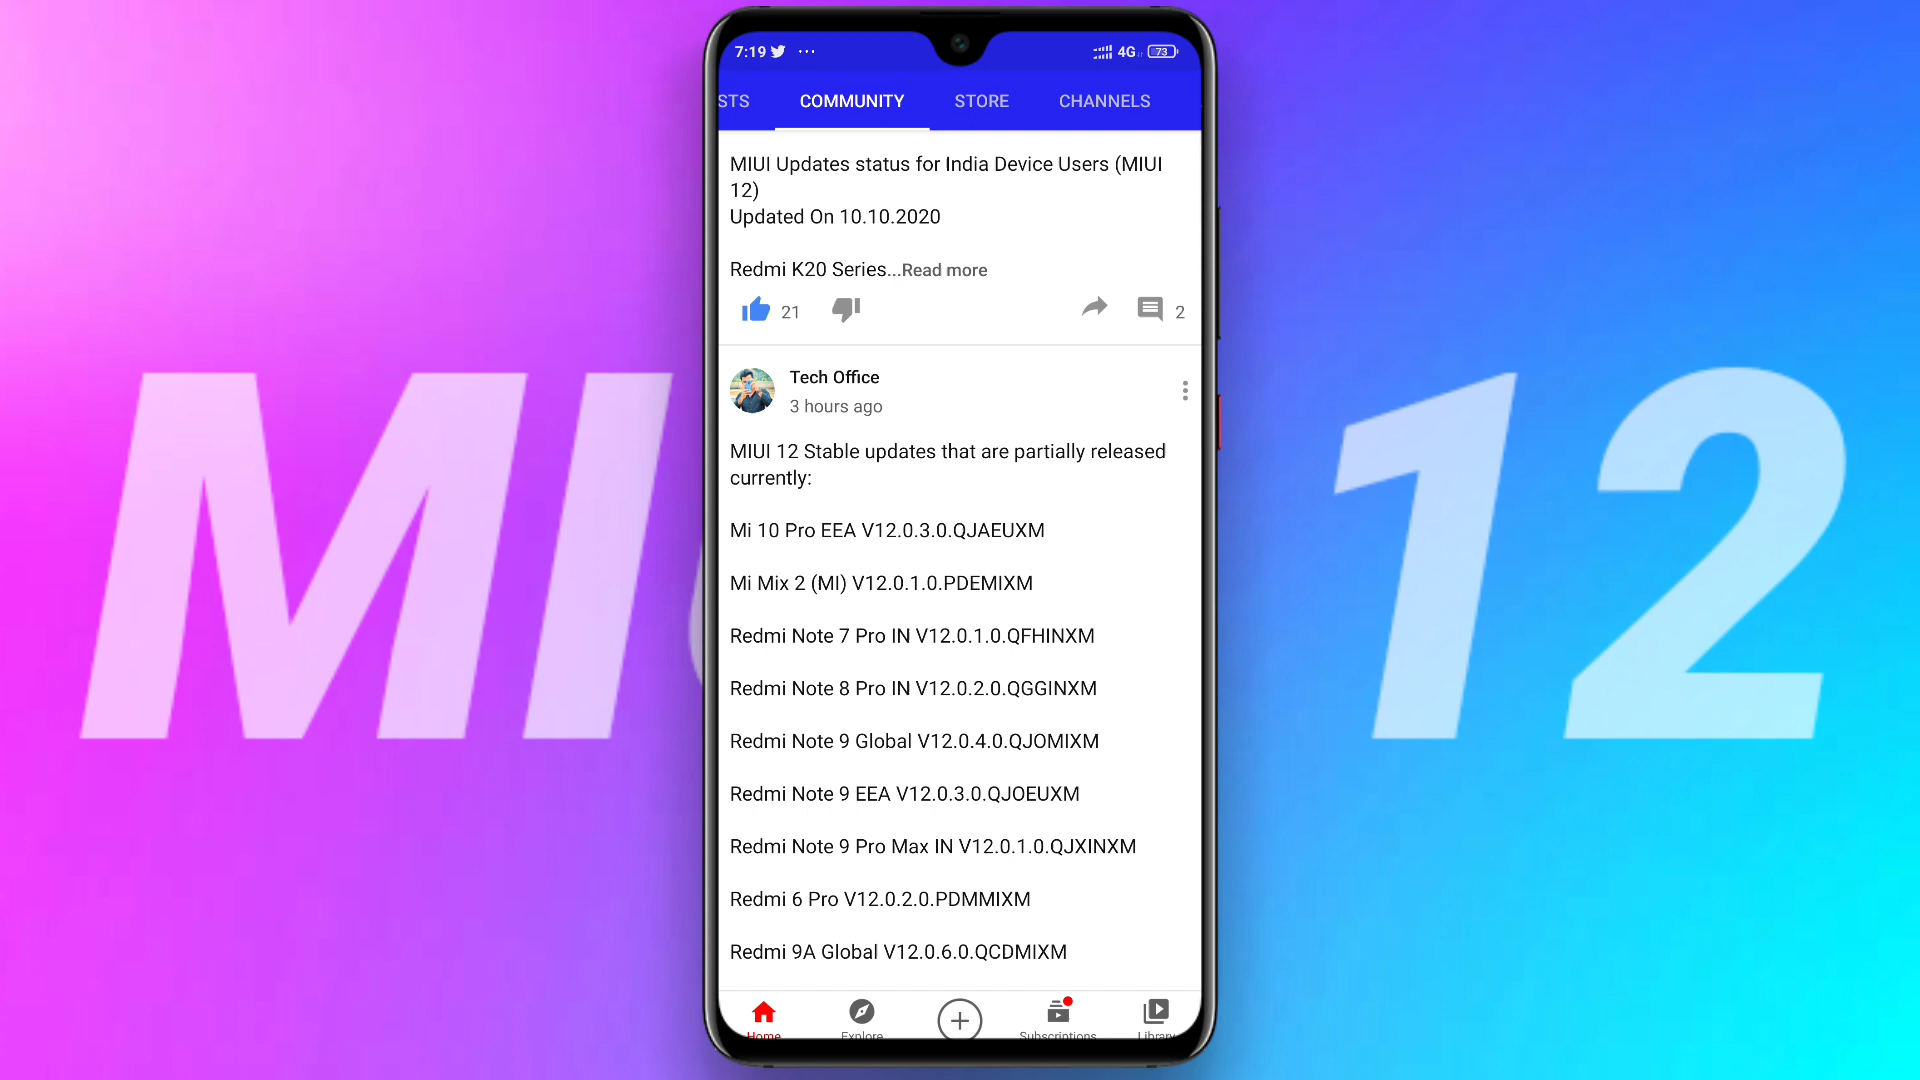 MI
12
7:19
4G
73
STS
COMMUNITY
STORE
CHANNELS
MIUI Updates status for India Device Users (MIUI
12)
Updated On 10.10.2020
Redmi K20 Series...Read more
21
2
Tech Office
3 hours ago
MIUI 12 Stable updates that are partially released
currently:
Mi 10 Pro EEA V12.0.3.0.QJAEUXM
Mi Mix 2 (MI) V12.0.1.0.PDEMIXM
Redmi Note 7 Pro IN V12.0.1.0.QFHINXM
Redmi Note 8 Pro IN V12.0.2.0.QGGINXM
Redmi Note 9 Global V12.0.4.0.QJOMIXM
Redmi Note 9 EEA V12.0.3.0.QJOEUXM
Redmi Note 9 Pro Max IN V12.0.1.0.QJXINXM
Redmi 6 Pro V12.0.2.0.PDMMIXM
Redmi 9A Global V12.0.6.0.QCDMIXM
Home
Explore
Subscriptions
Library